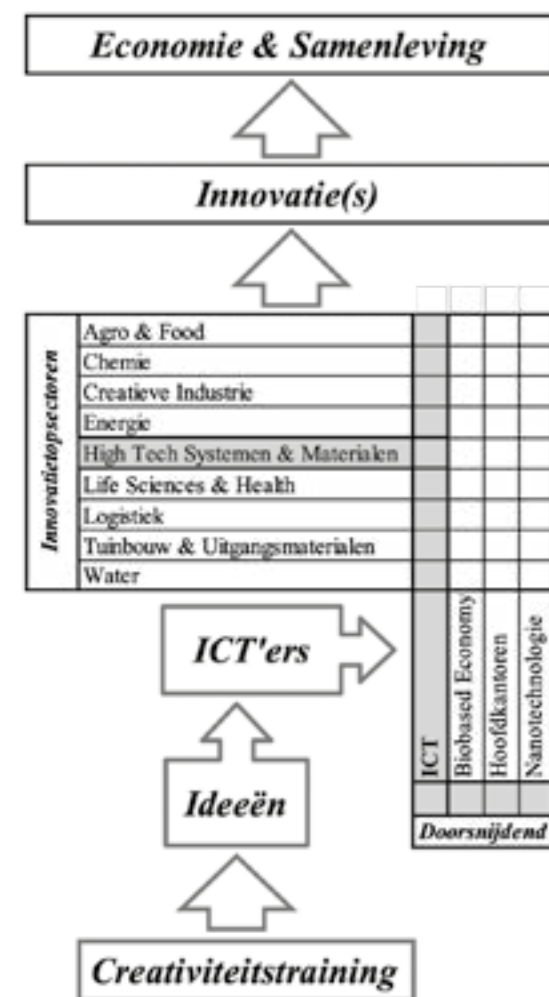 Economie & Samenleving
Innovatie(s)
Innovatietopsectoren
Agro & Food
Chemie
Creatieve Industrie
Energie
High Tech Systemen & Materialen
Life Sciences & Health
Logistiek
Tuinbouw & Uitgangsmaterialen
Water
ICT
Biobased Economy
Hoofdkantoren
Nanotechnologie
Doorsnijdend
ICT'ers
Ideeën
Creativiteitstraining